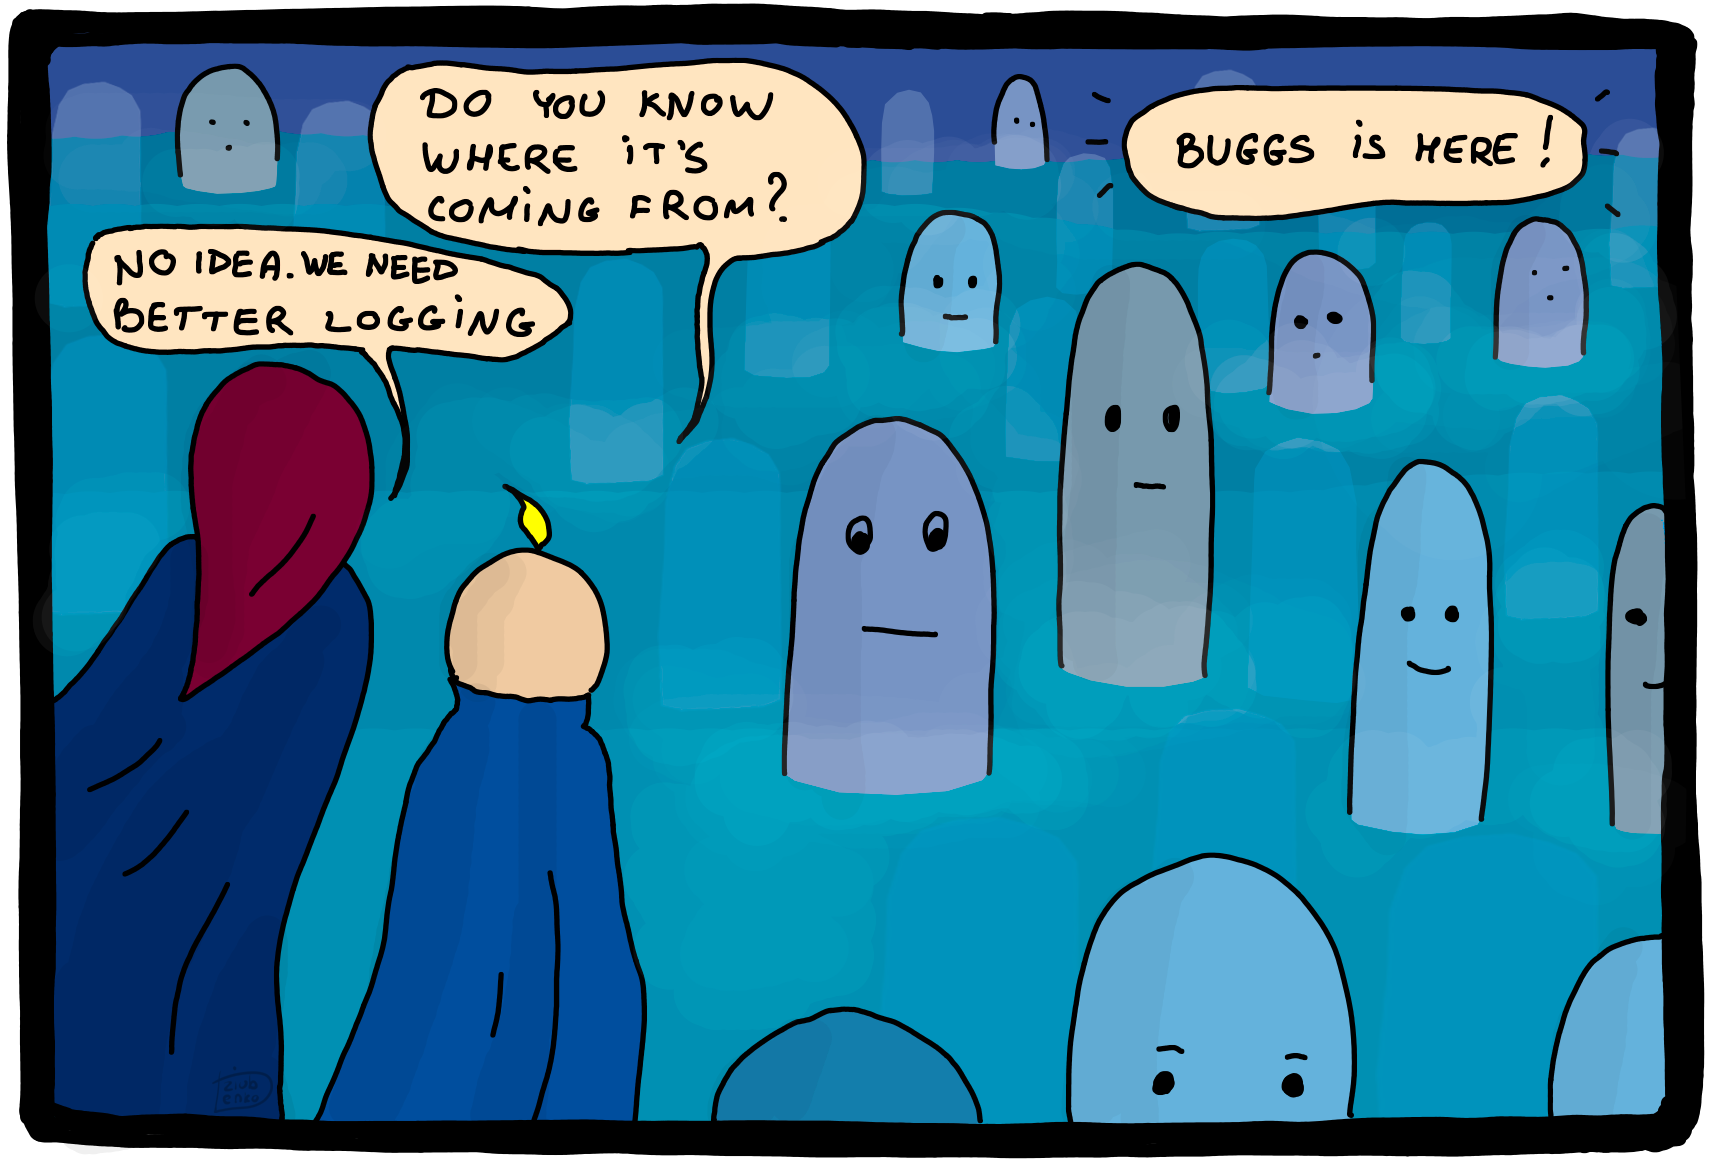 DO YOU KNOW
WHERE iT'S
COMiNG FROM?
NO IDEA. WE NEED
BETTER LOGGiNG
BUGGS iS HERE!